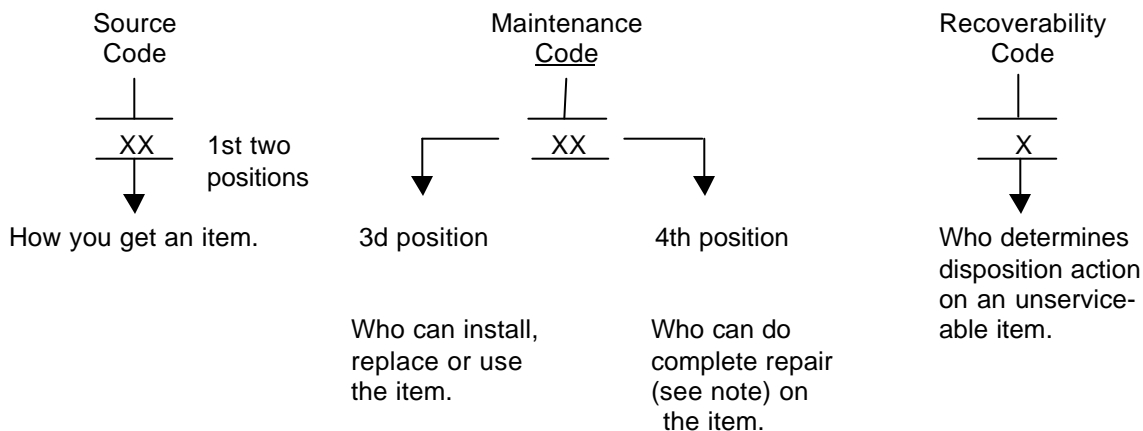 Source
Code
XX
1st two
positions
How you get an item.
Maintenance
Code
XX
3d position
Who can install,
replace or use
the item.
4th position
Who can do
complete repair
(see note) on
the item.
Recoverability
Code
X
Who determines
disposition action
on an unservice-
able item.